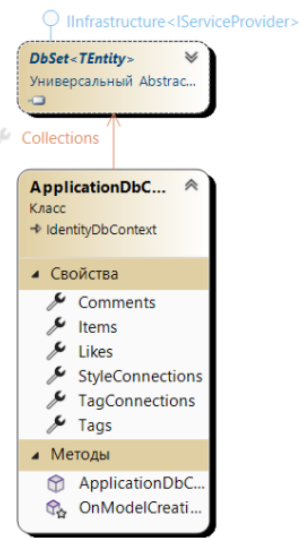 IInfrastructure<IServiceProvider>
DbSet<TEntity>
Универсальный Abstrac...
Collections
ApplicationDbC...
Класс
IdentityDbContext
Свойства
Comments
Items
Likes
StyleConnections
TagConnections
Tags
Методы
ApplicationDbC...
OnModelCreati...